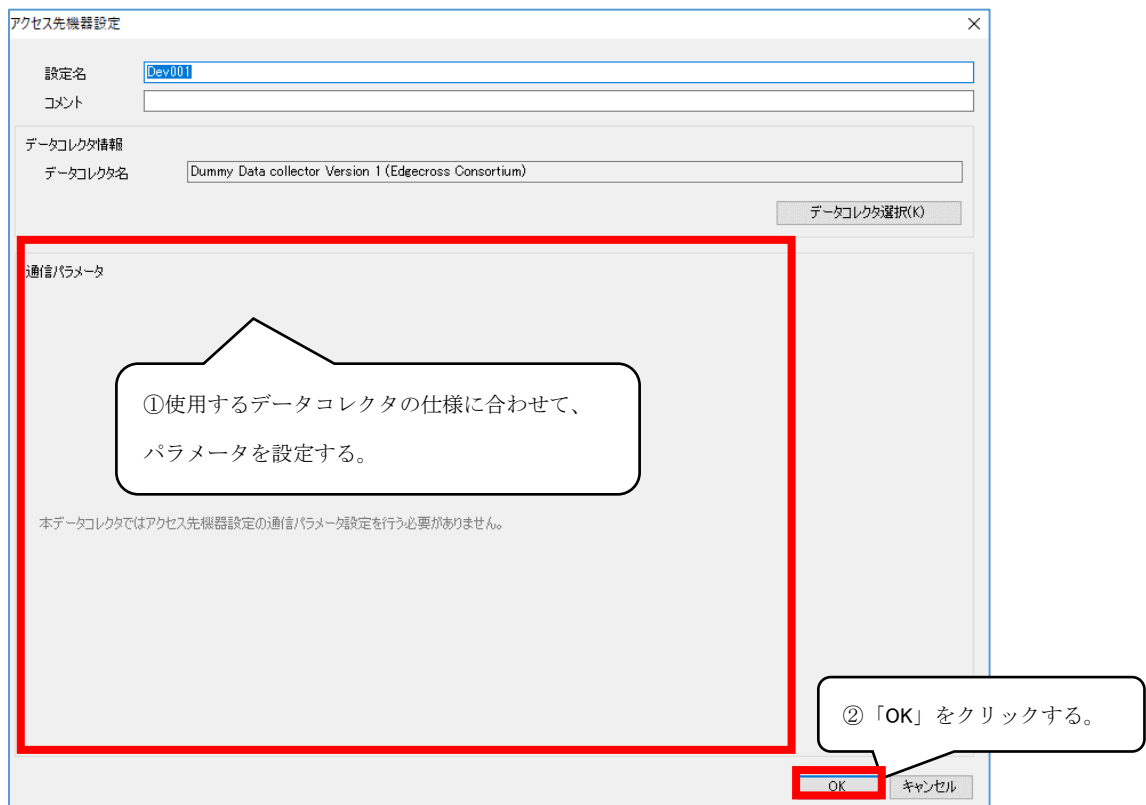 アクセス先機器設定
設定名
Dev001
コメント
データコレクタ情報
データコレクタ名
Dummy Data collector Version 1 (Edgecross Consortium)
データコレクタ選択(K)
通信パラメータ
①使用するデータコレクタの仕様に合わせて、
パラメータを設定する。
本データコレクタではアクセス先機器設定の通信パラメータ設定を行う必要がありません。
②「OK」をクリックする。
OK
キャンセル